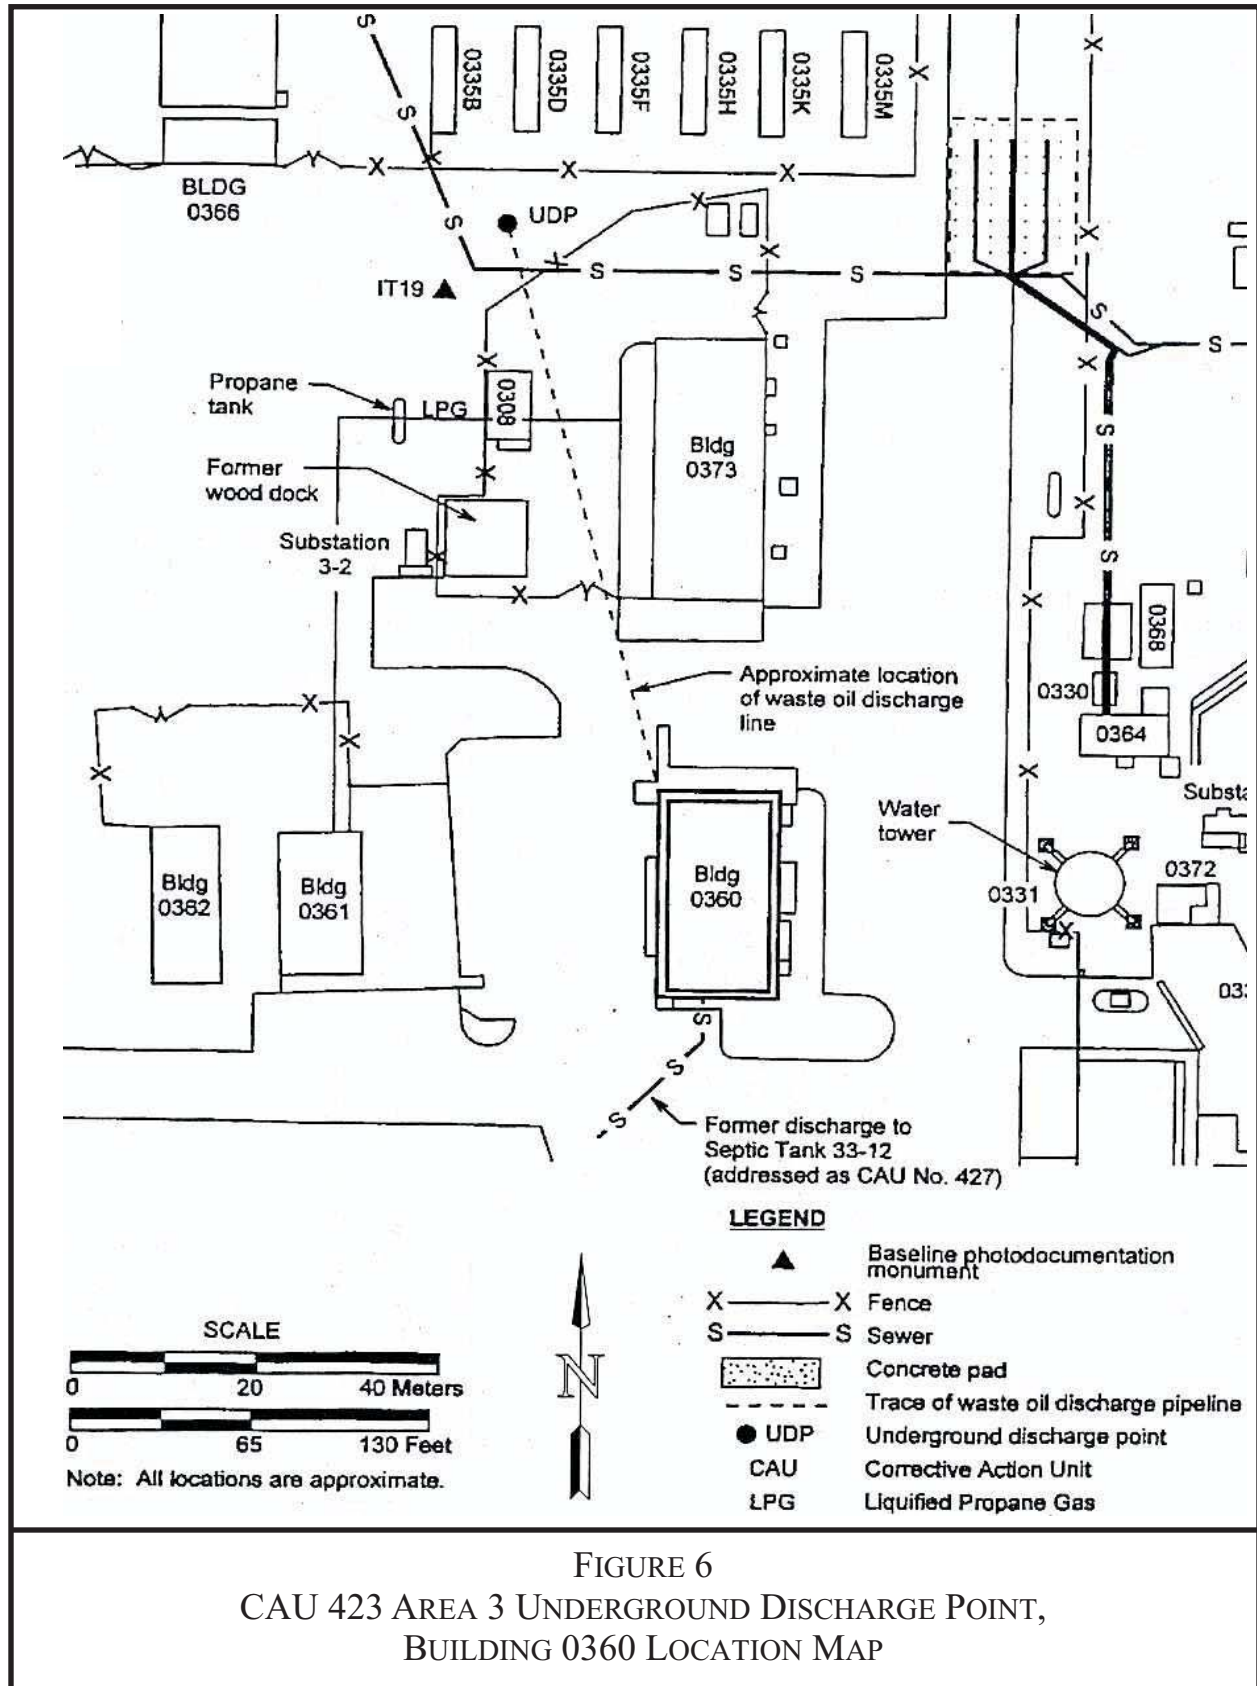 S
0335B
0335D
0335F
0335H
0335K
0335M
X
X
S
X
X
X
X
BLDG
0366
S
UDP
X
X
X
X
S
S
S
IT19
S
S
X
X
Propane
tank
LPG
0308
Bldg
0373
S
Former
wood dock
X
X
Substation
3-2
X
S
X
X
0368
Approximate location
of waste oil discharge
line
0330
0364
X
X
X
X
Substa
Water
tower
Bldg
0382
Bldg
0361
Bldg
0360
0331
0372
X
033
S
S
S
Former discharge to
Septic Tank 33-12
(addressed as CAU No. 427)
LEGEND
Baseline photodocumentation
monument
X X Fence
S S Sewer
Concrete pad
Trace of waste oil discharge pipeline
UDP Underground discharge point
CAU Corrective Action Unit
LPG Liquified Propane Gas
SCALE
0 20 40 Meters
0 65 130 Feet
N
Note: All locations are approximate.
FIGURE 6
CAU 423 AREA 3 UNDERGROUND DISCHARGE POINT,
BUILDING 0360 LOCATION MAP